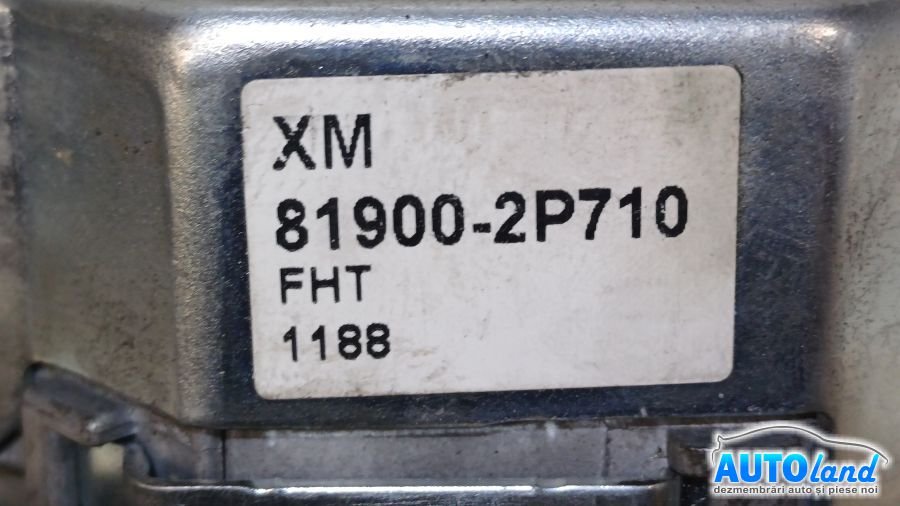 XM
81900-2P710
FHT
1188
AUTOland
dezmembrări auto și piese noi